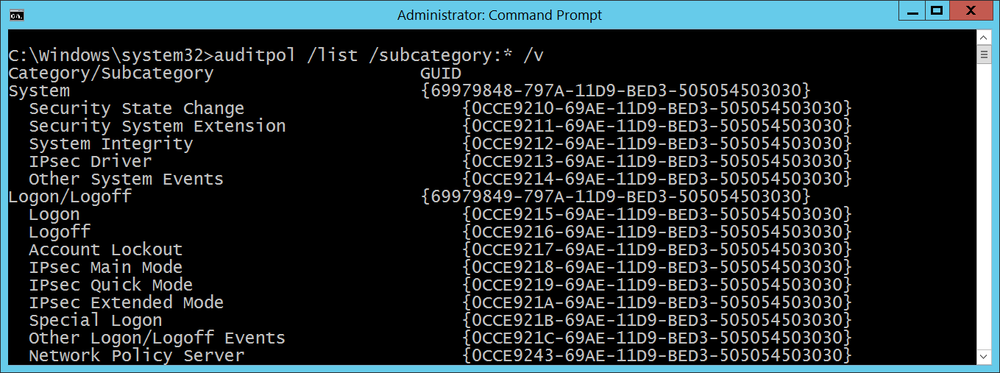 Administrator: Command Prompt
C:\Windows\system32>auditpol /list /subcategory:* /v
Category/Subcategory                    GUID
System                                  {69979848-797A-11D9-BED3-505054503030}
  Security State Change                     {0CCE9210-69AE-11D9-BED3-505054503030}
  Security System Extension                 {0CCE9211-69AE-11D9-BED3-505054503030}
  System Integrity                          {0CCE9212-69AE-11D9-BED3-505054503030}
  IPsec Driver                              {0CCE9213-69AE-11D9-BED3-505054503030}
  Other System Events                       {0CCE9214-69AE-11D9-BED3-505054503030}
Logon/Logoff                            {69979849-797A-11D9-BED3-505054503030}
  Logon                                     {0CCE9215-69AE-11D9-BED3-505054503030}
  Logoff                                    {0CCE9216-69AE-11D9-BED3-505054503030}
  Account Lockout                           {0CCE9217-69AE-11D9-BED3-505054503030}
  IPsec Main Mode                           {0CCE9218-69AE-11D9-BED3-505054503030}
  IPsec Quick Mode                          {0CCE9219-69AE-11D9-BED3-505054503030}
  IPsec Extended Mode                       {0CCE921A-69AE-11D9-BED3-505054503030}
  Special Logon                             {0CCE921B-69AE-11D9-BED3-505054503030}
  Other Logon/Logoff Events                 {0CCE921C-69AE-11D9-BED3-505054503030}
  Network Policy Server                     {0CCE9243-69AE-11D9-BED3-505054503030}